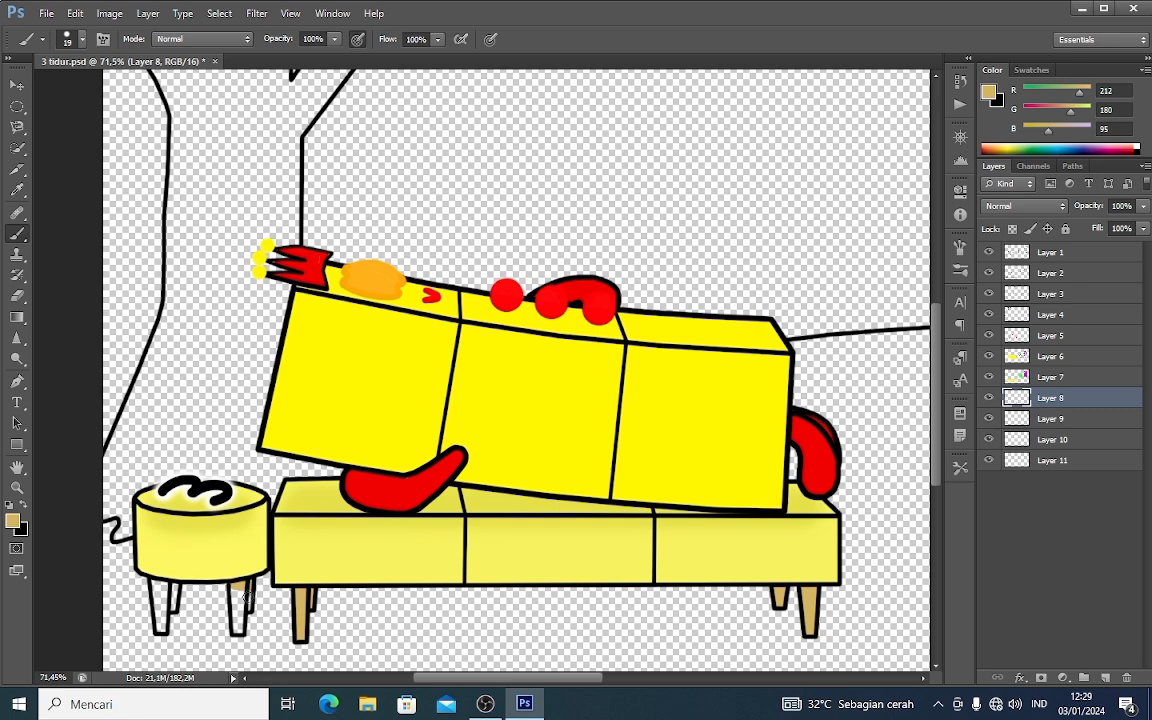 Ps File Edit Image Layer Type Select Filter View Window Help
19 Mode: Normal Opacity: 100% Flow: 100% Essentials
3 tidur.psd @ 71,5% (Layer 8, RGB/16) * ×
Color Swatches
R 212
G 180
B 95
Layers Channels Paths
Kind
Normal Opacity: 100%
Lock: Fill: 100%
Layer 1
Layer 2
Layer 3
Layer 4
Layer 5
Layer 6
Layer 7
Layer 8
Layer 9
Layer 10
Layer 11
71,45% Doc: 21,1M/182,2M
Mencari 32°C Sebagian cerah IND 12:29
03/01/2024 4